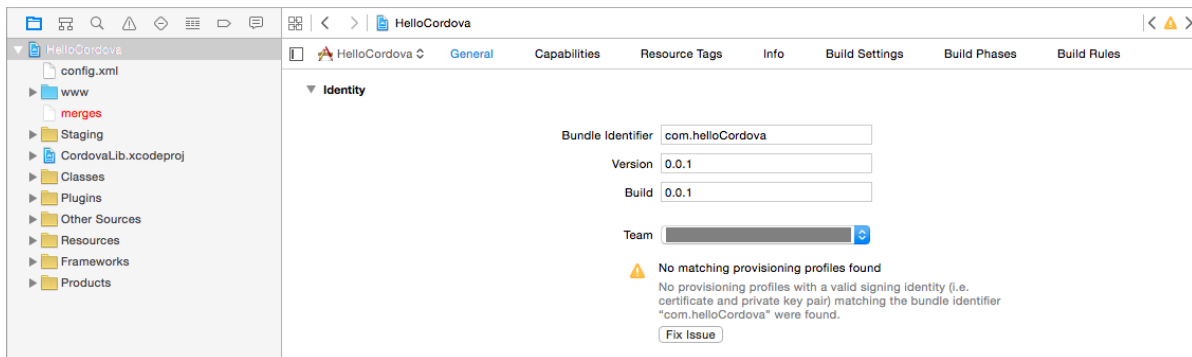 HelloCordova
HelloCordova
config.xml
www
merges
Staging
CordovaLib.xcodeproj
Classes
Plugins
Other Sources
Resources
Frameworks
Products
HelloCordova General Capabilities Resource Tags Info Build Settings Build Phases Build Rules
Identity
Bundle Identifier com.helloCordova
Version 0.0.1
Build 0.0.1
Team
No matching provisioning profiles found
No provisioning profiles with a valid signing identity (i.e.
certificate and private key pair) matching the bundle identifier
“com.helloCordova” were found.
Fix Issue